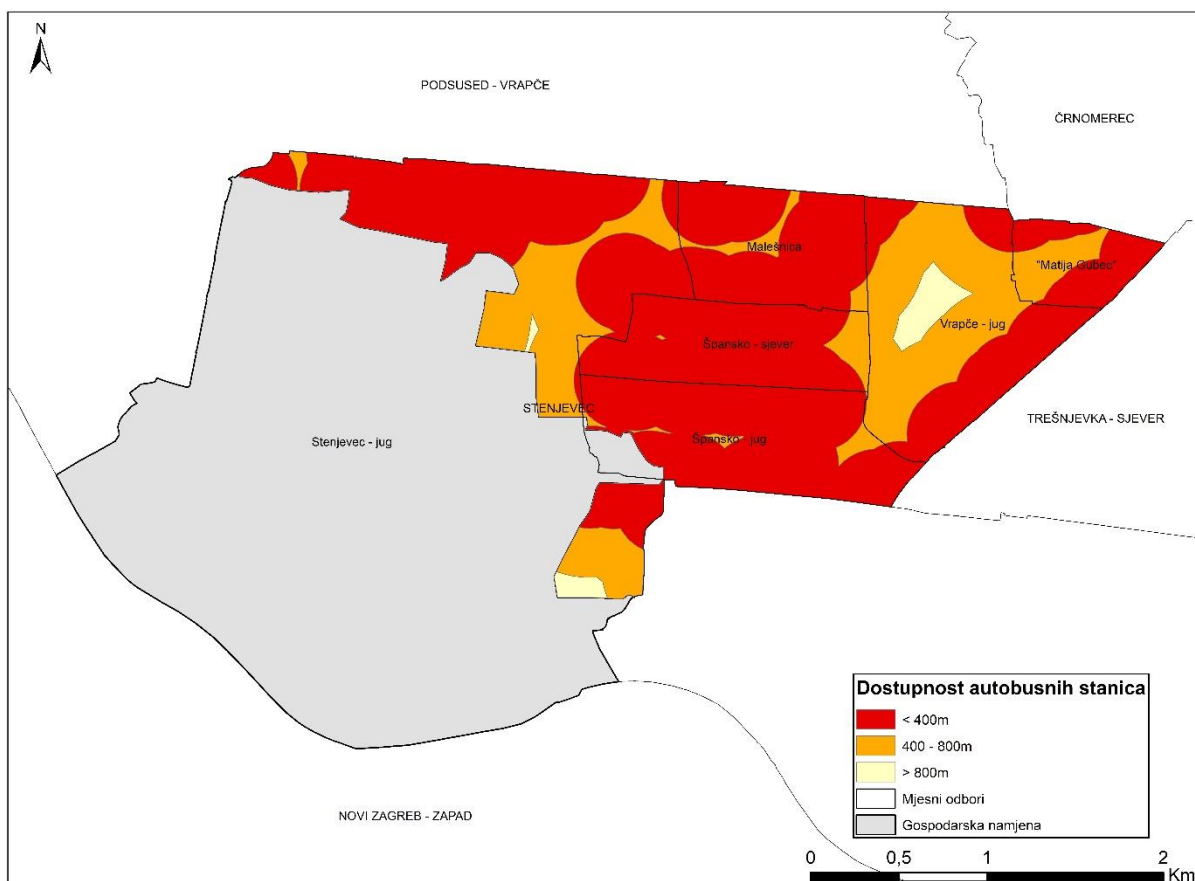 N
PODSUSED - VRAPČE
ČRNOMEREC
Malešnica
"Matija Gubec"
Vrapče - jug
Špansko - sjever
STENJEVEC
TREŠNJEVKA - SJEVER
Stenjevec - jug
Špansko - jug
NOVI ZAGREB - ZAPAD
Dostupnost autobusnih stanica
< 400m
400 - 800m
> 800m
Mjesni odbori
Gospodarska namjena
0 0,5 1 2
Km